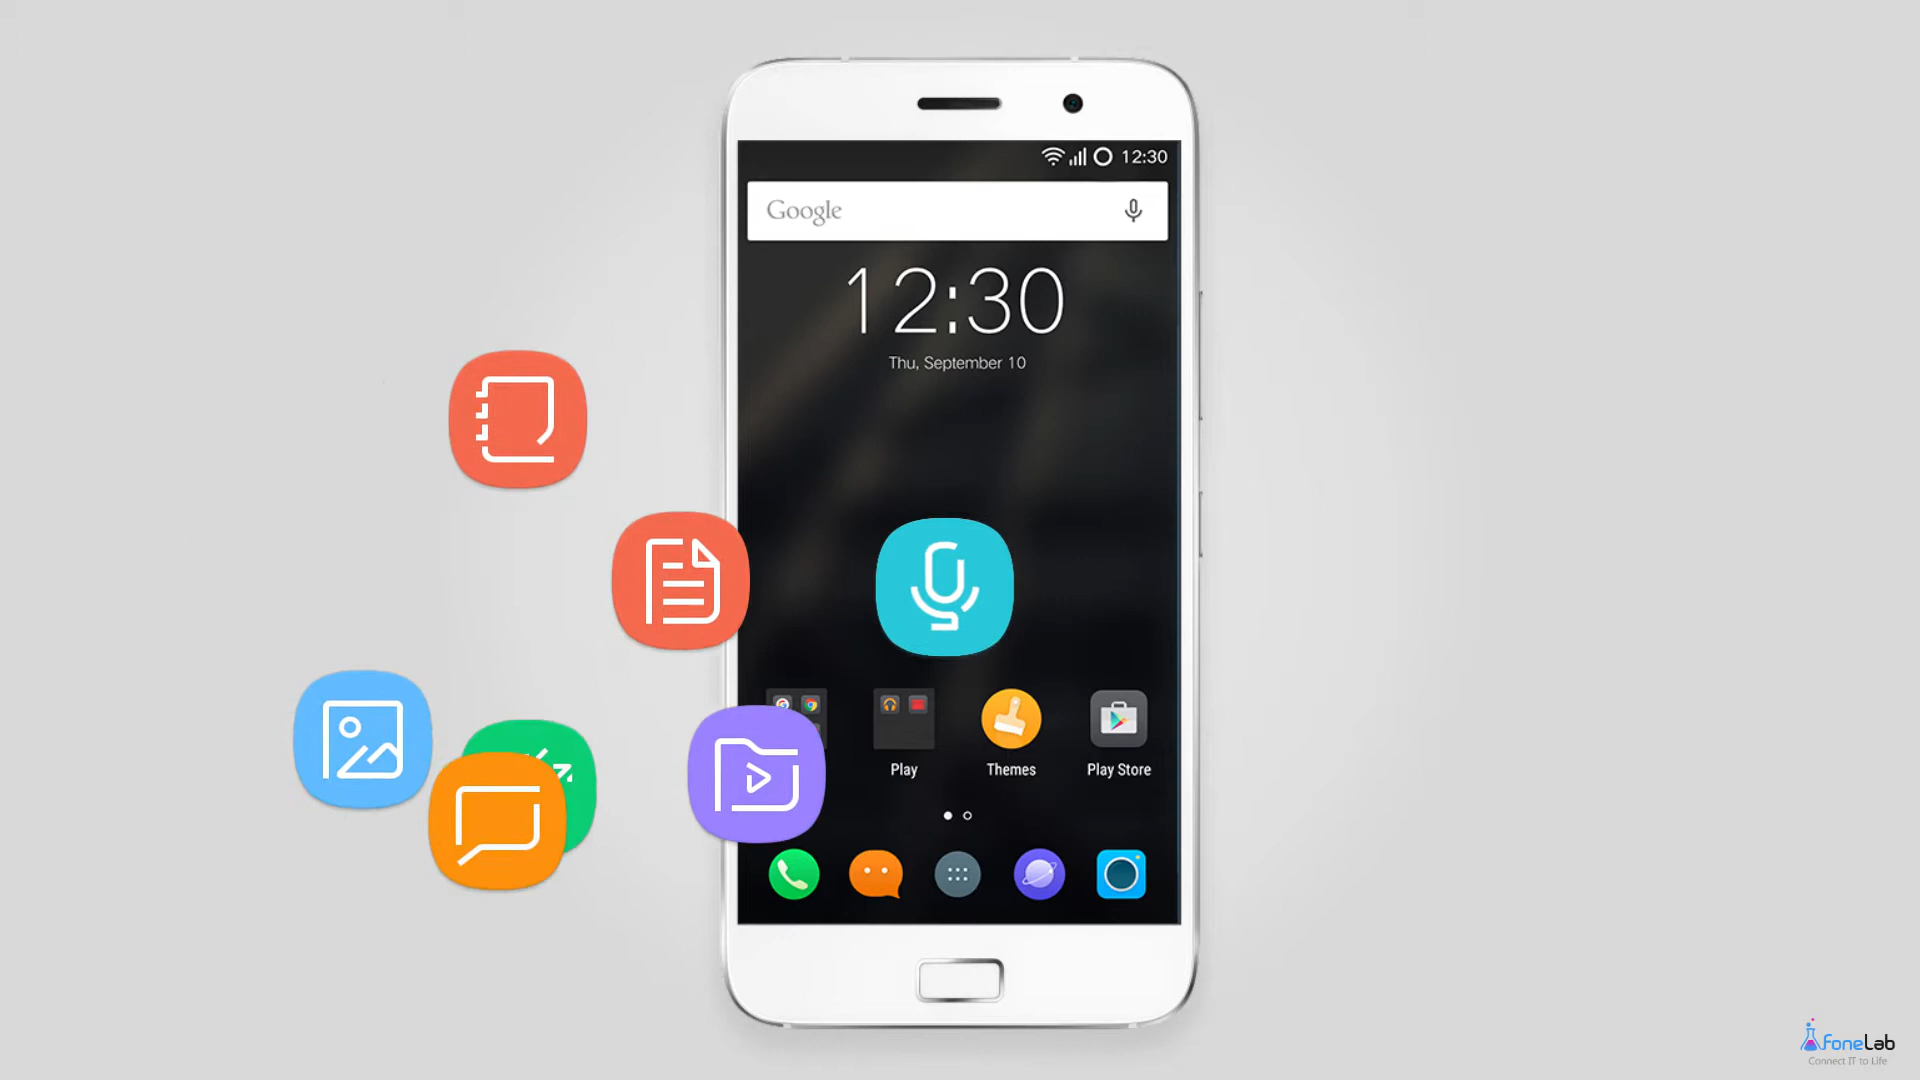 12:30
Google
12:30
Thu, September 10
Play
Themes
Play Store
FoneLab
Connect IT to Life